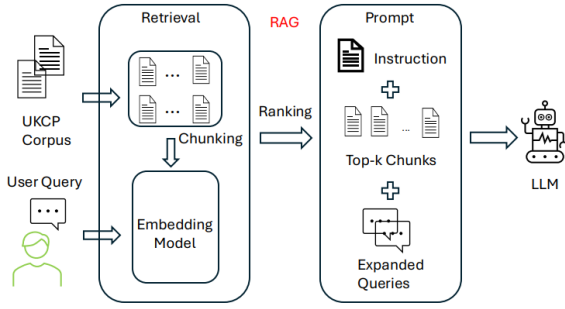 Retrieval
RAG
Prompt
UKCP
Corpus
...
...
Chunking
Ranking
Instruction
...
Top-k Chunks
LLM
User Query
Embedding
Model
Expanded
Queries